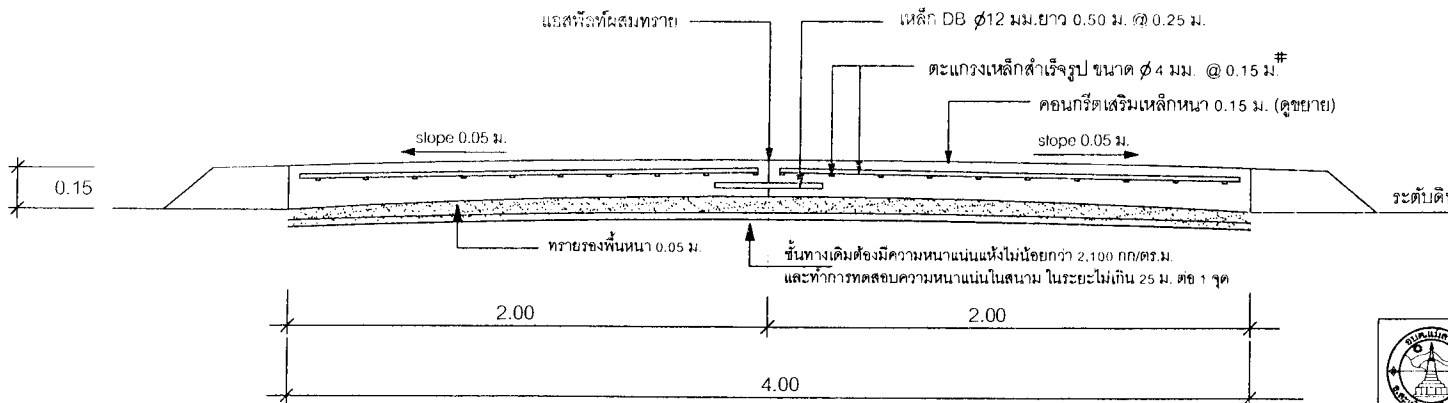 แอสฟัลท์ผสมทราย
เหล็ก DB ϕ12 มม.ยาว 0.50 ม. @ 0.25 ม.
ตะแกรงเหล็กสำเร็จรูป ขนาด ϕ 4 มม. @ 0.15 ม.#
คอนกรีตเสริมเหล็กหนา 0.15 ม. (ดูขยาย)
slope 0.05 ม.
slope 0.05 ม.
0.15
ระดับดิน
ทรายรองพื้นหนา 0.05 ม.
ชั้นทางเดิมต้องมีความหนาแน่นแห้งไม่น้อยกว่า 2,100 กก/ตร.ม.
และทำการทดสอบความหนาแน่นในสนาม ในระยะไม่เกิน 25 ม. ต่อ 1 จุด
2.00
2.00
4.00